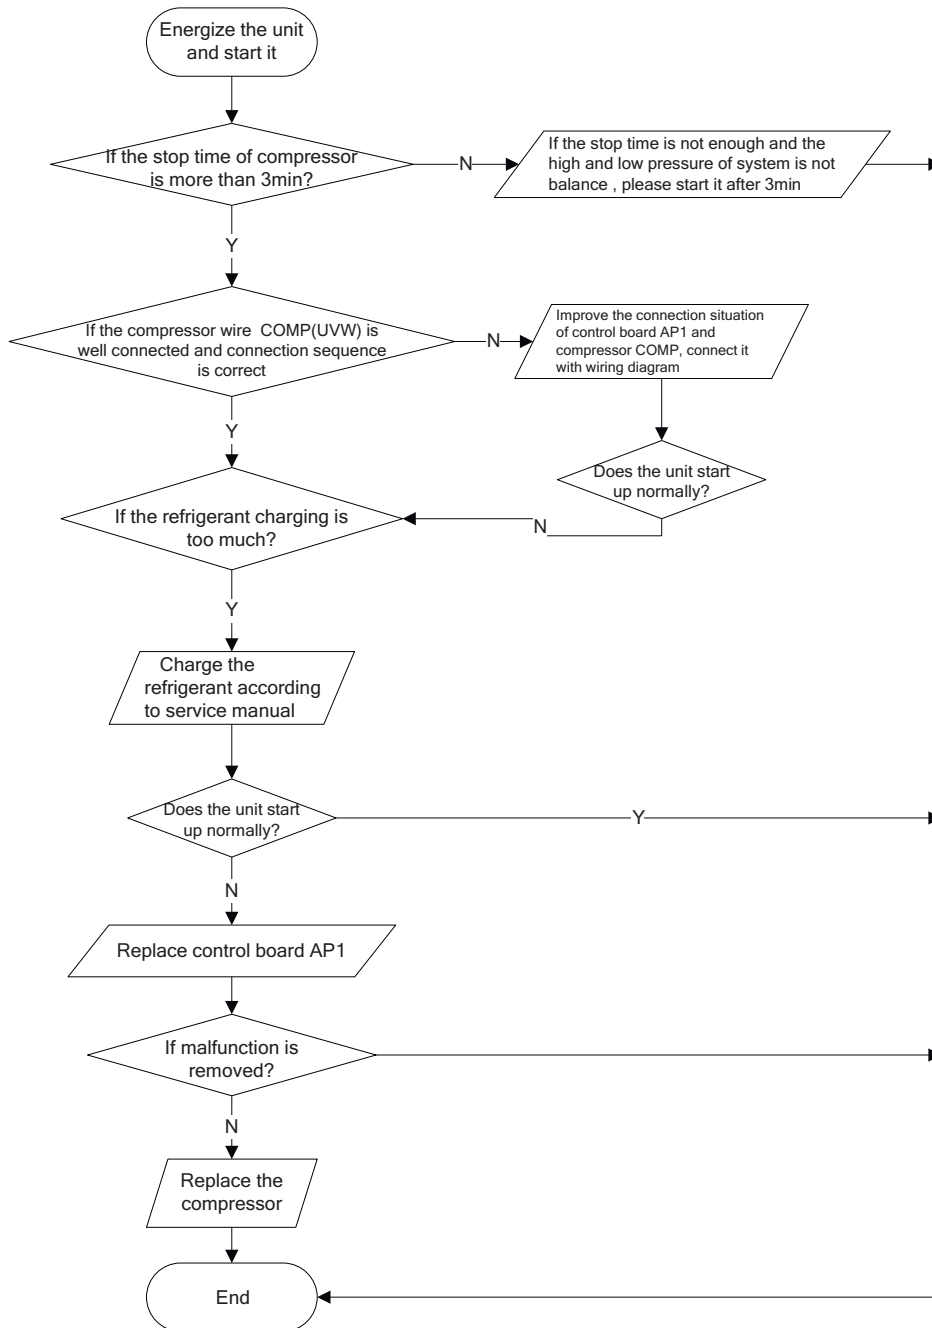 Energize the unit
and start it
If the stop time of compressor
is more than 3min?
N
If the stop time is not enough and the
high and low pressure of system is not
balance , please start it after 3min
Y
If the compressor wire COMP(UVW) is
well connected and connection sequence
is correct
N
Improve the connection situation
of control board AP1 and
compressor COMP, connect it
with wiring diagram
Y
Does the unit start
up normally?
If the refrigerant charging is
too much?
N
Y
Charge the
refrigerant according
to service manual
Does the unit start
up normally?
Y
N
Replace control board AP1
If malfunction is
removed?
N
Replace the
compressor
End